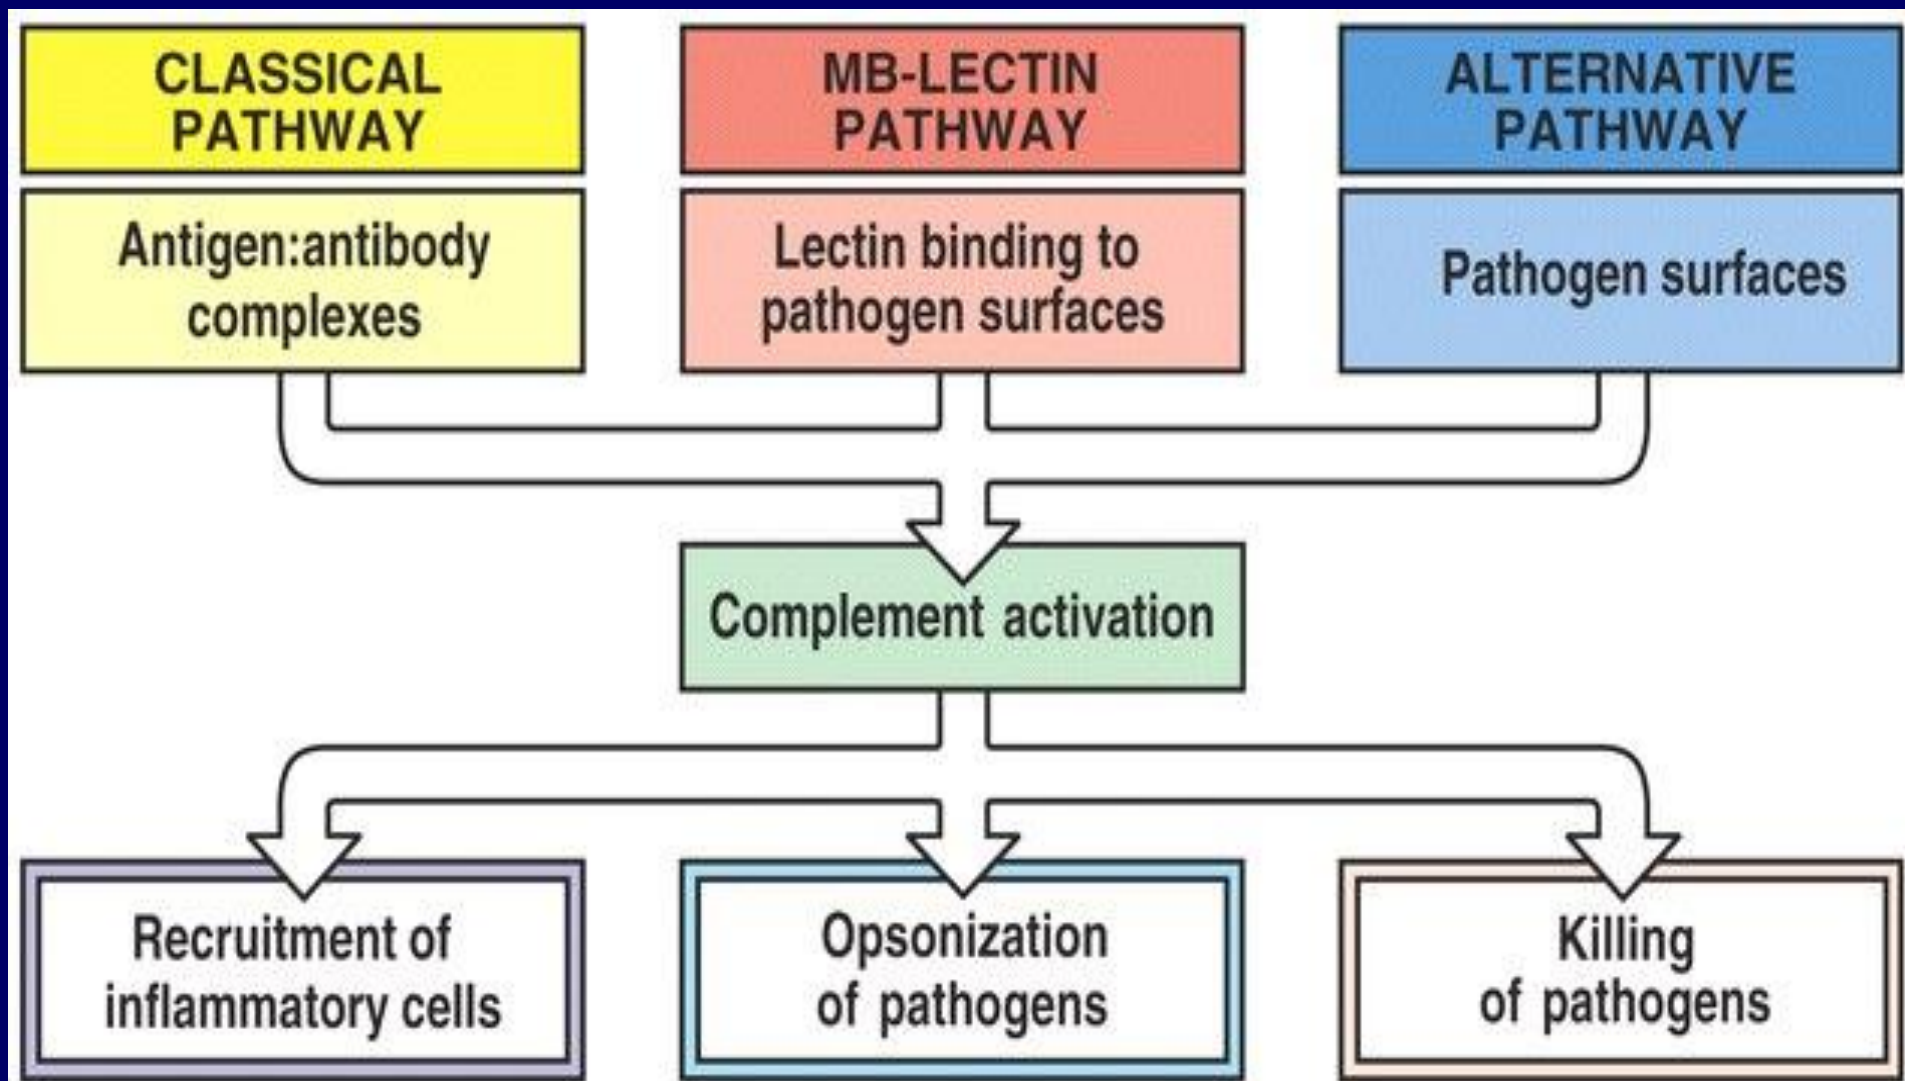 CLASSICAL
PATHWAY
MB-LECTIN
PATHWAY
ALTERNATIVE
PATHWAY
Antigen:antibody
complexes
Lectin binding to
pathogen surfaces
Pathogen surfaces
Complement activation
Recruitment of
inflammatory cells
Opsonization
of pathogens
Killing
of pathogens